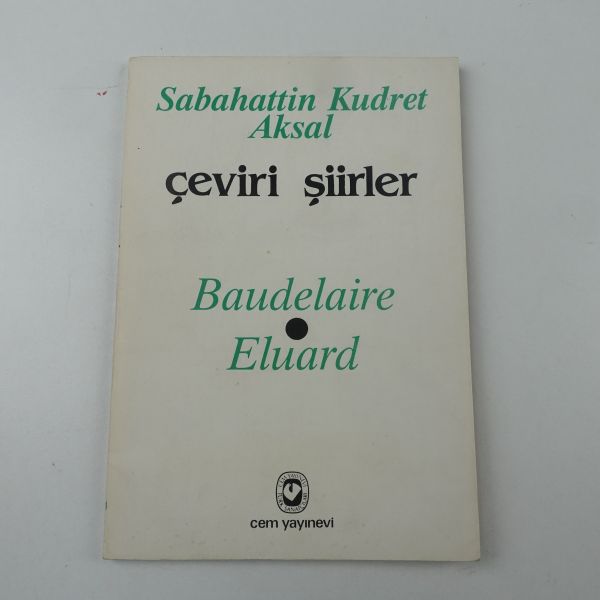 Sabahattin Kudret
Aksal
çeviri şiirler
Baudelaire
Eluard
cem yayınevi